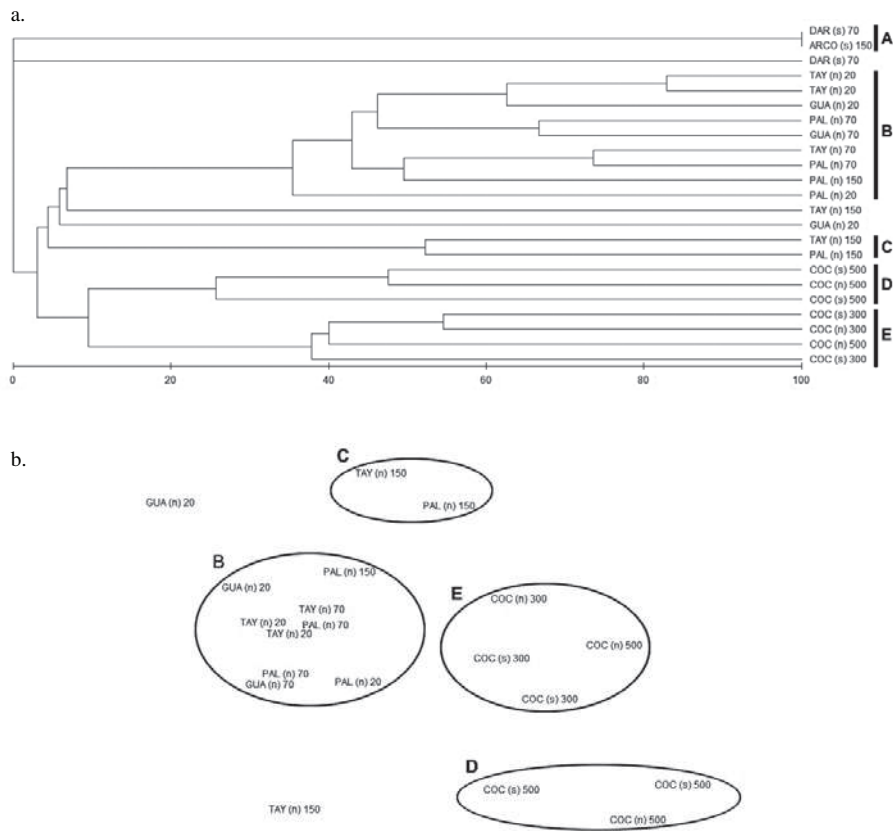 a.
DAR (s) 70
ARCO (s) 150
A
DAR (s) 70
TAY (n) 20
TAY (n) 20
GUA (n) 20
PAL (n) 70
GUA (n) 70
B
TAY (n) 70
PAL (n) 70
PAL (n) 150
PAL (n) 20
TAY (n) 150
GUA (n) 20
TAY (n) 150
PAL (n) 150
C
COC (s) 500
COC (n) 500
COC (s) 500
D
COC (s) 300
COC (n) 300
COC (n) 500
COC (s) 300
E
0 20 40 60 80 100
b.
C
TAY (n) 150
PAL (n) 150
GUA (n) 20
B
PAL (n) 150
GUA (n) 20
TAY (n) 70
TAY (n) 20
PAL (n) 70
TAY (n) 20
PAL (n) 70
GUA (n) 70
PAL (n) 20
E
COC (n) 300
COC (n) 500
COC (s) 300
COC (s) 300
D
COC (s) 500
COC (s) 500
COC (n) 500
TAY (n) 150